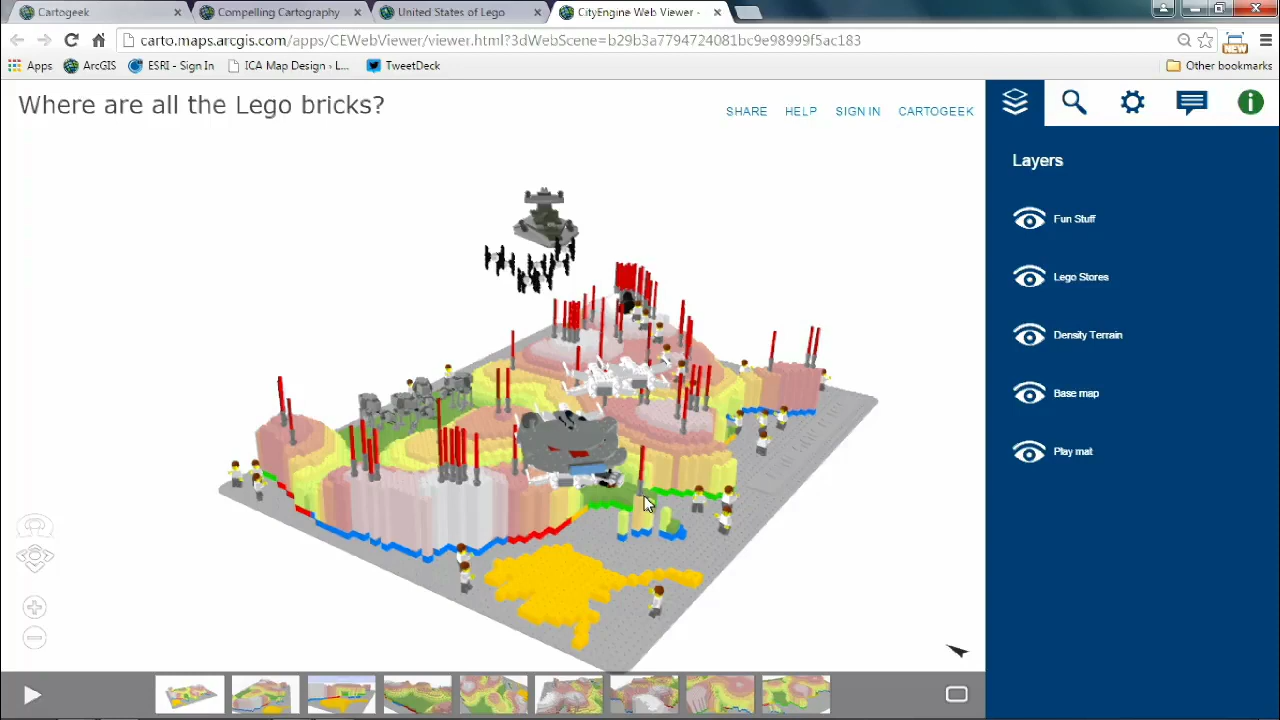 Cartogeek
Compelling Cartography
United States of Lego
CityEngine Web Viewer -
carto.maps.arcgis.com/apps/CEWebViewer/viewer.html?3dWebScene=b29b3a7794724081bc9e98999f5ac183
NEW
Apps
ArcGIS
ESRI - Sign In
ICA Map Design › L...
TweetDeck
Other bookmarks
Where are all the Lego bricks?
SHARE
HELP
SIGN IN
CARTOGEEK
Layers
Fun Stuff
Lego Stores
Density Terrain
Base map
Play mat